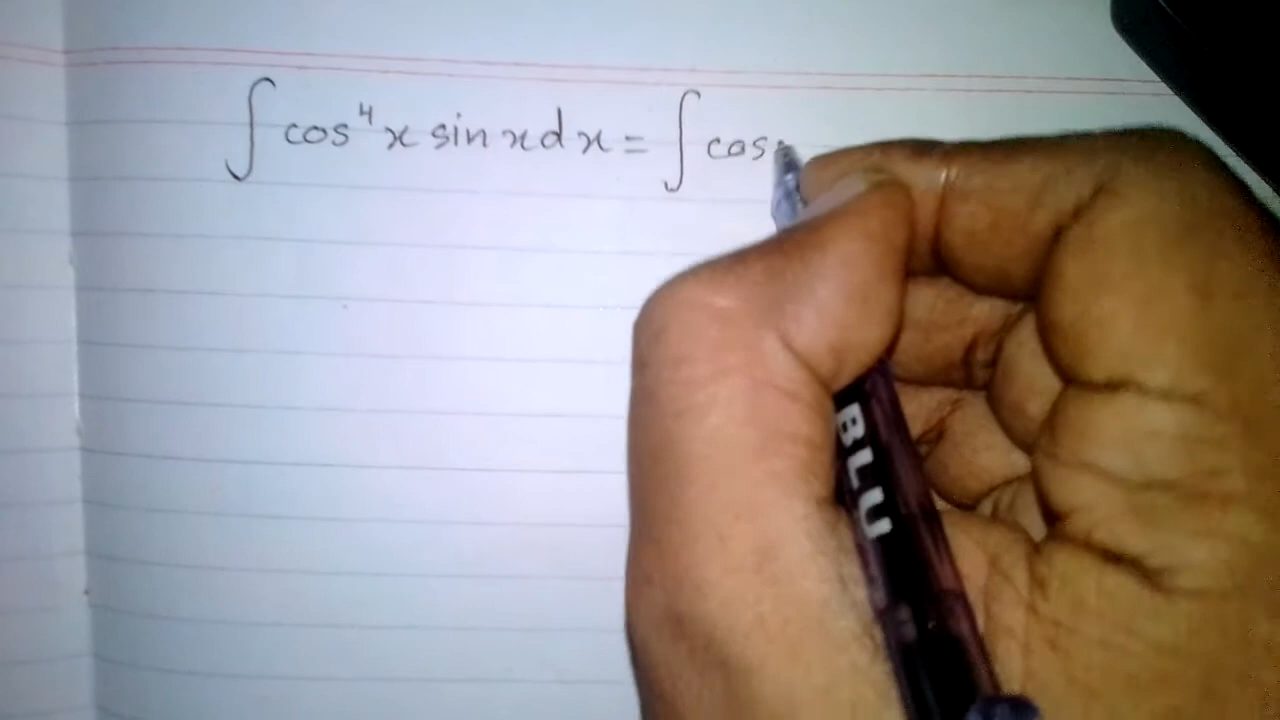 ∫ cos⁴x sin x dx = ∫ cos
BLU